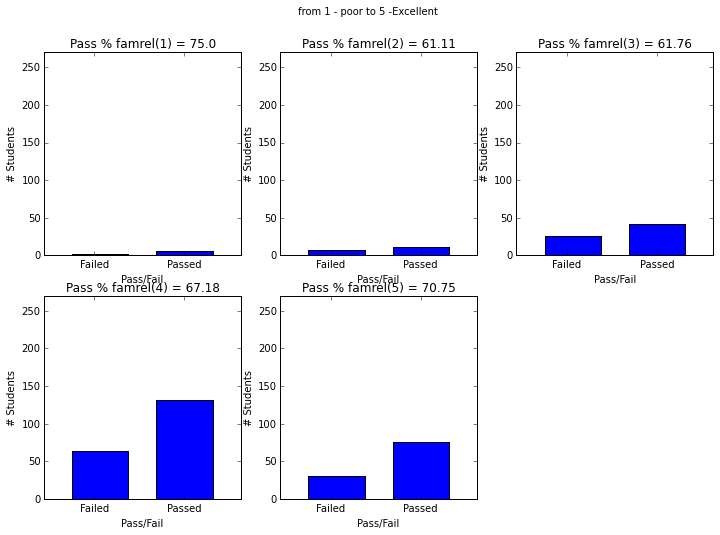 from 1 - poor to 5 -Excellent
Pass % famrel(1) = 75.0
250
200
150
100
50
0
# Students
Failed Passed
Pass/Fail
Pass % famrel(2) = 61.11
250
200
150
100
50
0
# Students
Failed Passed
Pass/Fail
Pass % famrel(3) = 61.76
250
200
150
100
50
0
# Students
Failed Passed
Pass/Fail
Pass % famrel(4) = 67.18
250
200
150
100
50
0
# Students
Failed Passed
Pass/Fail
Pass % famrel(5) = 70.75
250
200
150
100
50
0
# Students
Failed Passed
Pass/Fail